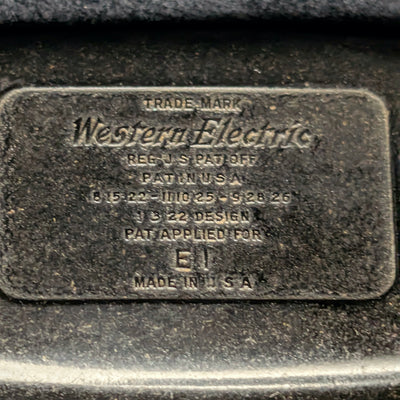 TRADE MARK
Western Electric
REG U S PAT OFF
PAT IN U S A
8 15 22 - 11 10 25 - 9 28 26
1 3 22 DESIGN
PAT APPLIED FOR
E 1
MADE IN U S A